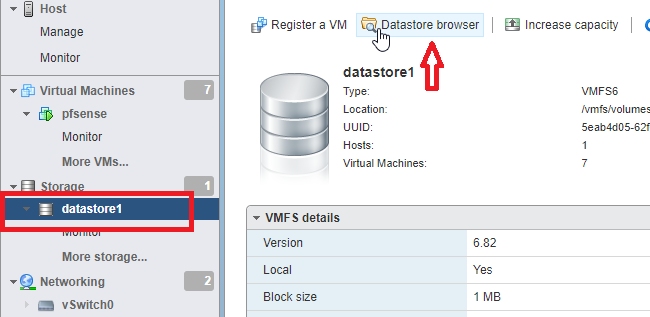 Host
Manage
Monitor
Virtual Machines 7
pfsense
Monitor
More VMs...
Storage 1
datastore1
Monitor
More storage...
Networking 2
vSwitch0
Register a VM Datastore browser Increase capacity
datastore1
Type: VMFS6
Location: /vmfs/volumes
UUID: 5eab4d05-62f
Hosts: 1
Virtual Machines: 7
VMFS details
Version 6.82
Local Yes
Block size 1 MB